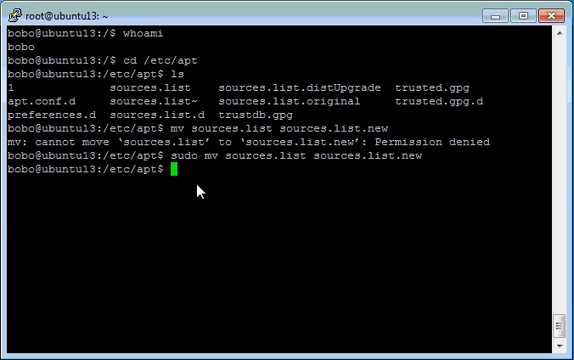 root@ubuntu13: ~
bobo@ubuntu13:/$ whoami
bobo
bobo@ubuntu13:/$ cd /etc/apt
bobo@ubuntu13:/etc/apt$ ls
1 sources.list sources.list.distUpgrade trusted.gpg
apt.conf.d sources.list~ sources.list.original trusted.gpg.d
preferences.d sources.list.d trustdb.gpg
bobo@ubuntu13:/etc/apt$ mv sources.list sources.list.new
mv: cannot move ‘sources.list’ to ‘sources.list.new’: Permission denied
bobo@ubuntu13:/etc/apt$ sudo mv sources.list sources.list.new
bobo@ubuntu13:/etc/apt$